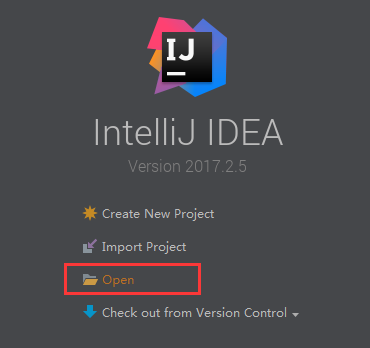 IJ
IntelliJ IDEA
Version 2017.2.5
Create New Project
Import Project
Open
Check out from Version Control